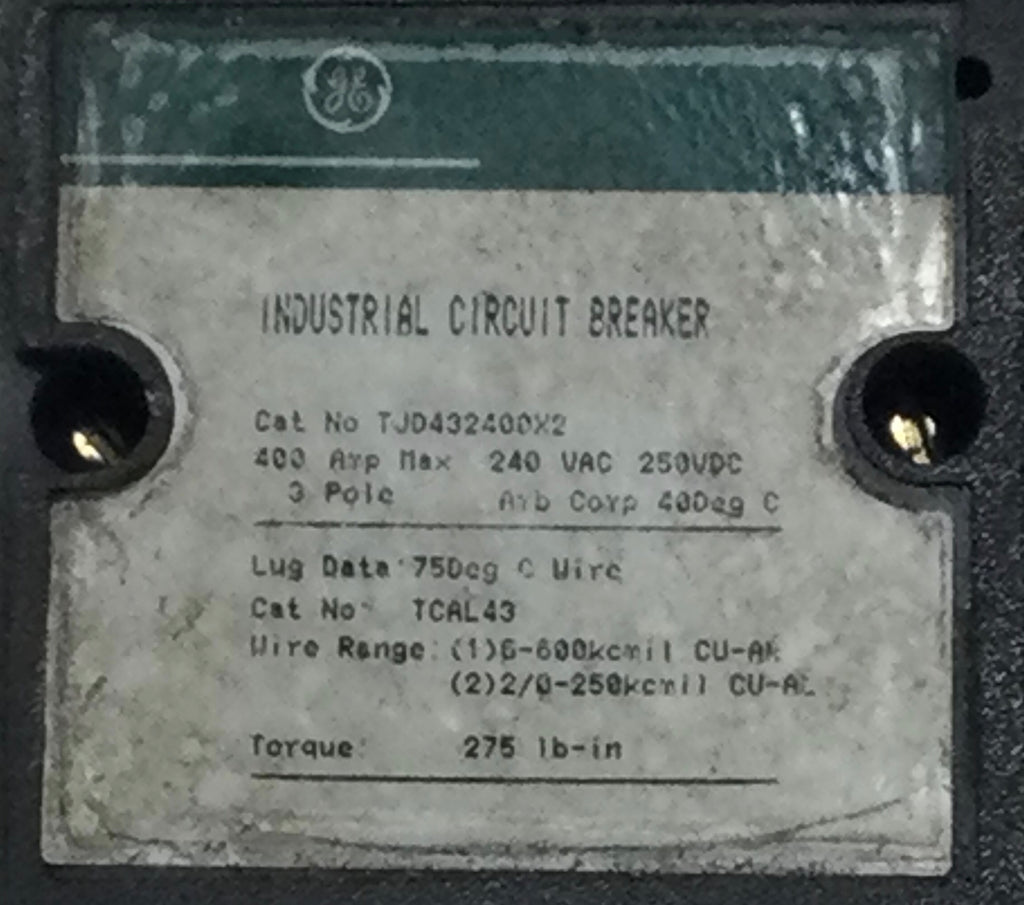 GE
INDUSTRIAL CIRCUIT BREAKER
Cat No TJD432400X2
400 Amp Max 240 VAC 250VDC
3 Pole Amb Comp 40Deg C
Lug Data: 75Deg C Wire
Cat No: TCAL43
Wire Range: (1)6-600kcmil CU-AL
(2)2/0-250kcmil CU-AL
Torque: 275 lb-in